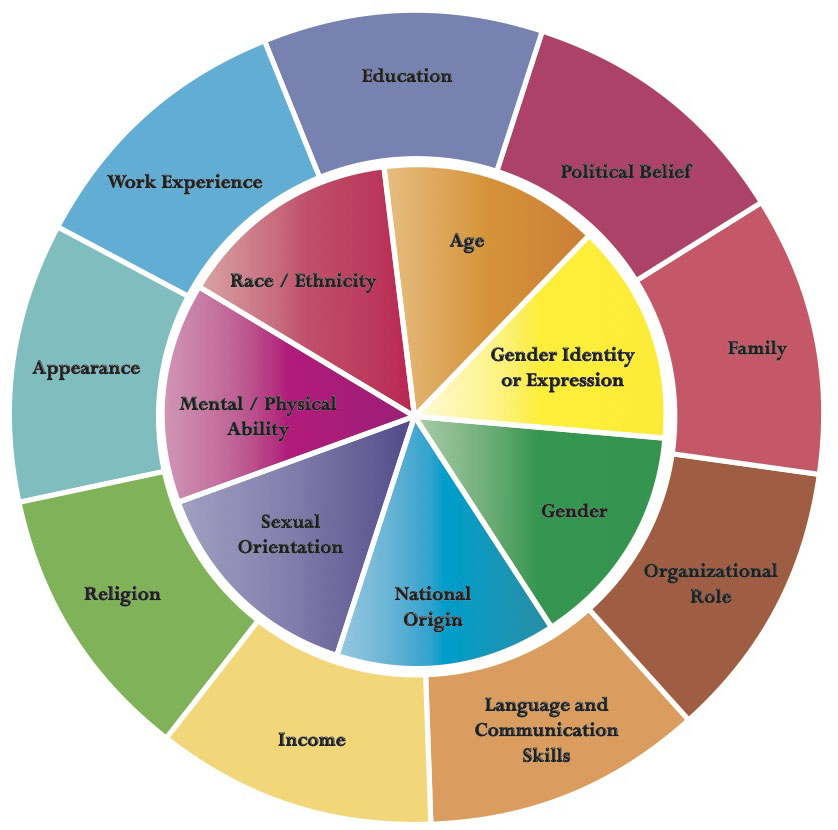 Education
Political Belief
Family
Organizational
Role
Language and
Communication
Skills
Income
Religion
Appearance
Work Experience
Age
Gender Identity
or Expression
Gender
National
Origin
Sexual
Orientation
Mental / Physical
Ability
Race / Ethnicity